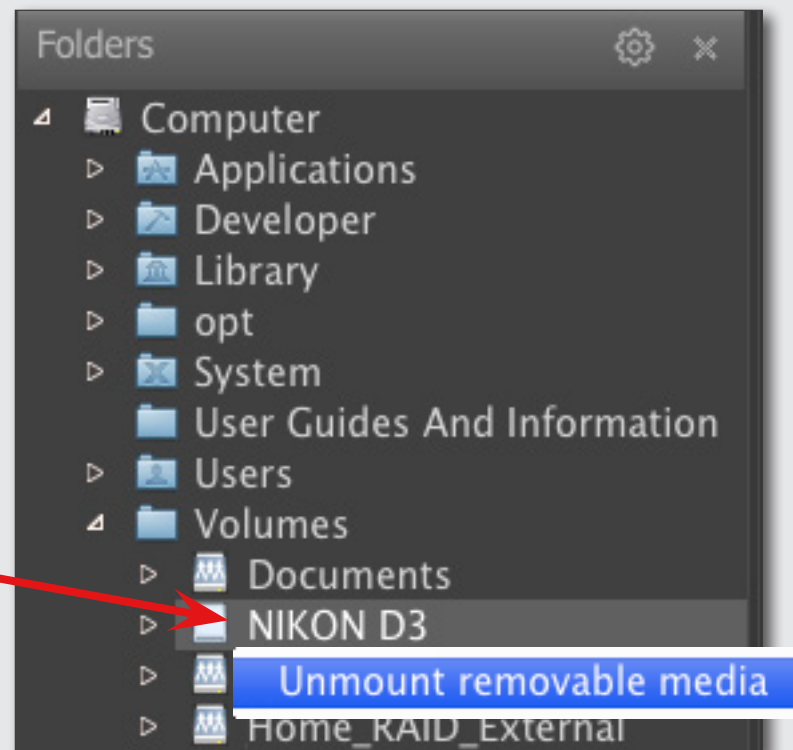 Folders
Computer
Applications
Developer
Library
opt
System
User Guides And Information
Users
Volumes
Documents
NIKON D3
Unmount removable media
Home_RAID_External